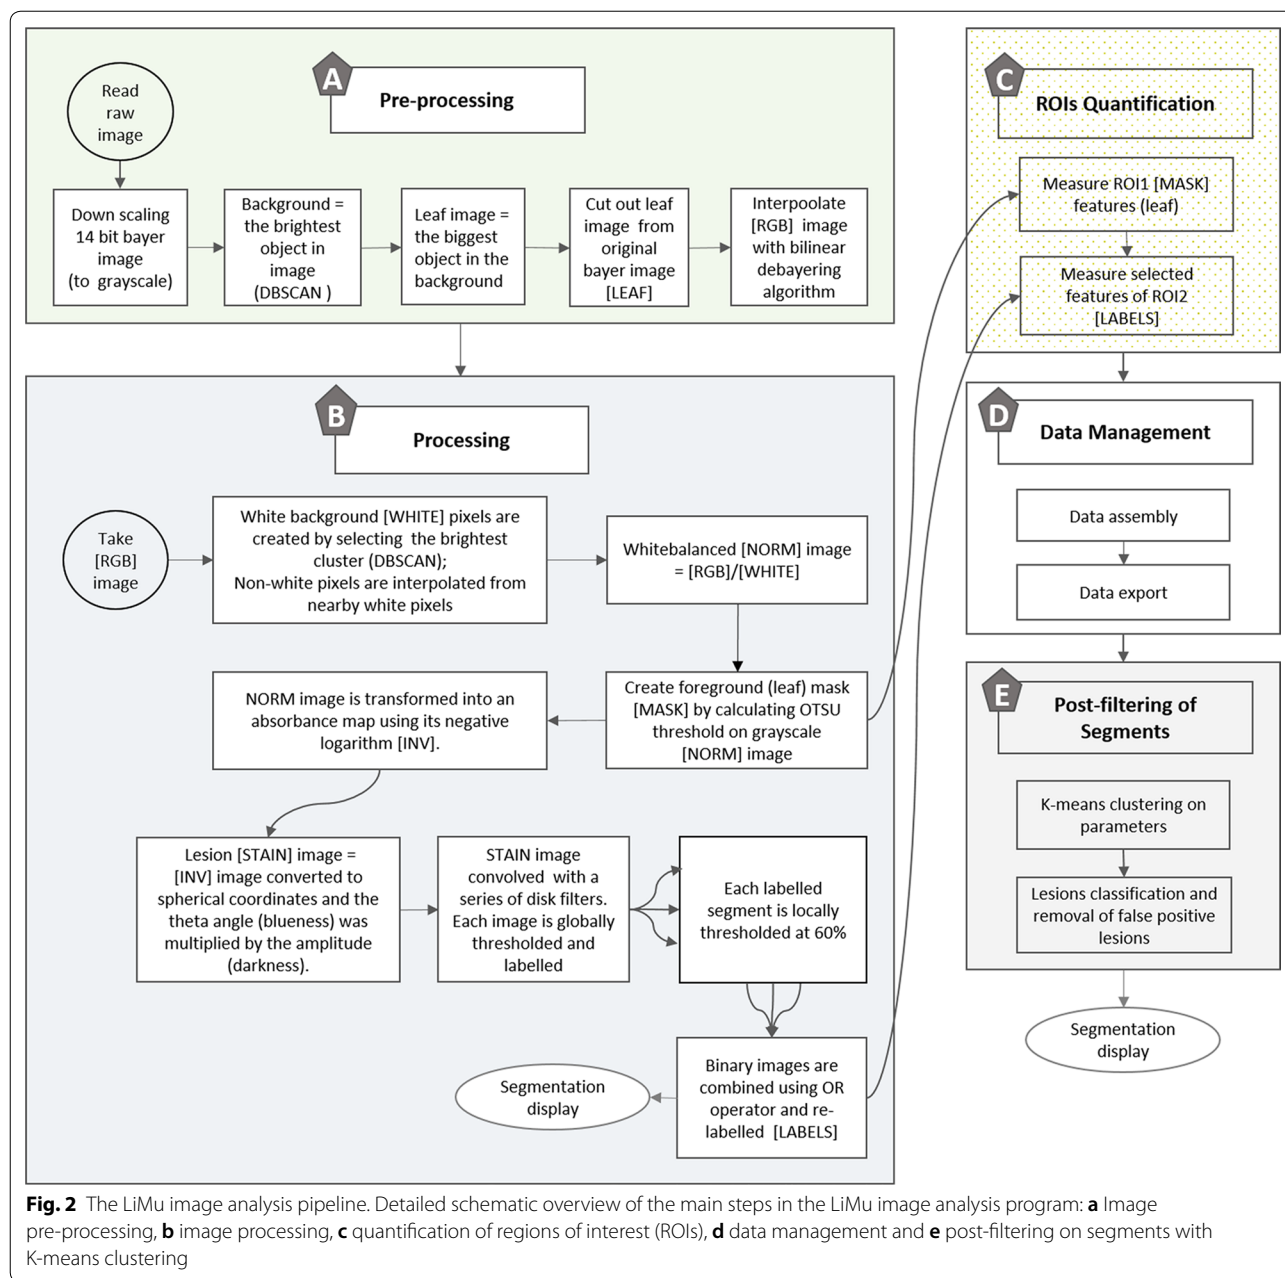 A
Pre-processing
Read
raw
image
Down scaling
14 bit bayer
image
(to grayscale)
Background =
the brightest
object in
image
(DBSCAN )
Leaf image =
the biggest
object in the
background
Cut out leaf
image from
original
bayer image
[LEAF]
Interpoolate
[RGB] image
with bilinear
debayering
algorithm
B
Processing
Take
[RGB]
image
White background [WHITE] pixels are
created by selecting the brightest
cluster (DBSCAN);
Non-white pixels are interpolated from
nearby white pixels
Whitebalanced [NORM] image
= [RGB]/[WHITE]
Create foreground (leaf) mask
[MASK] by calculating OTSU
threshold on grayscale
[NORM] image
NORM image is transformed into an
absorbance map using its negative
logarithm [INV].
Lesion [STAIN] image =
[INV] image converted to
spherical coordinates and the
theta angle (blueness) was
multiplied by the amplitude
(darkness).
STAIN image
convolved with a
series of disk filters.
Each image is globally
thresholded and
labelled
Each labelled
segment is locally
thresholded at 60%
Binary images are
combined using OR
operator and re-
labelled [LABELS]
Segmentation
display
C
ROIs Quantification
Measure ROI1 [MASK]
features (leaf)
Measure selected
features of ROI2
[LABELS]
D
Data Management
Data assembly
Data export
E
Post-filtering of
Segments
K-means clustering on
parameters
Lesions classification and
removal of false positive
lesions
Segmentation
display
Fig. 2 The LiMu image analysis pipeline. Detailed schematic overview of the main steps in the LiMu image analysis program: a Image
pre-processing, b image processing, c quantification of regions of interest (ROIs), d data management and e post-filtering on segments with
K-means clustering